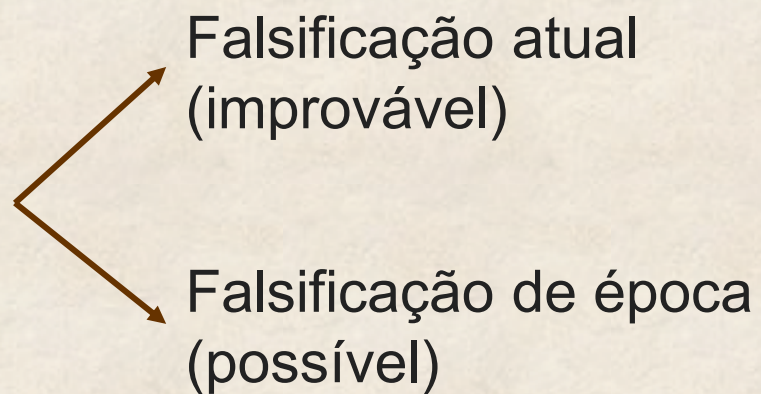 Falsificação atual
(improvável)
Falsificação de época
(possível)